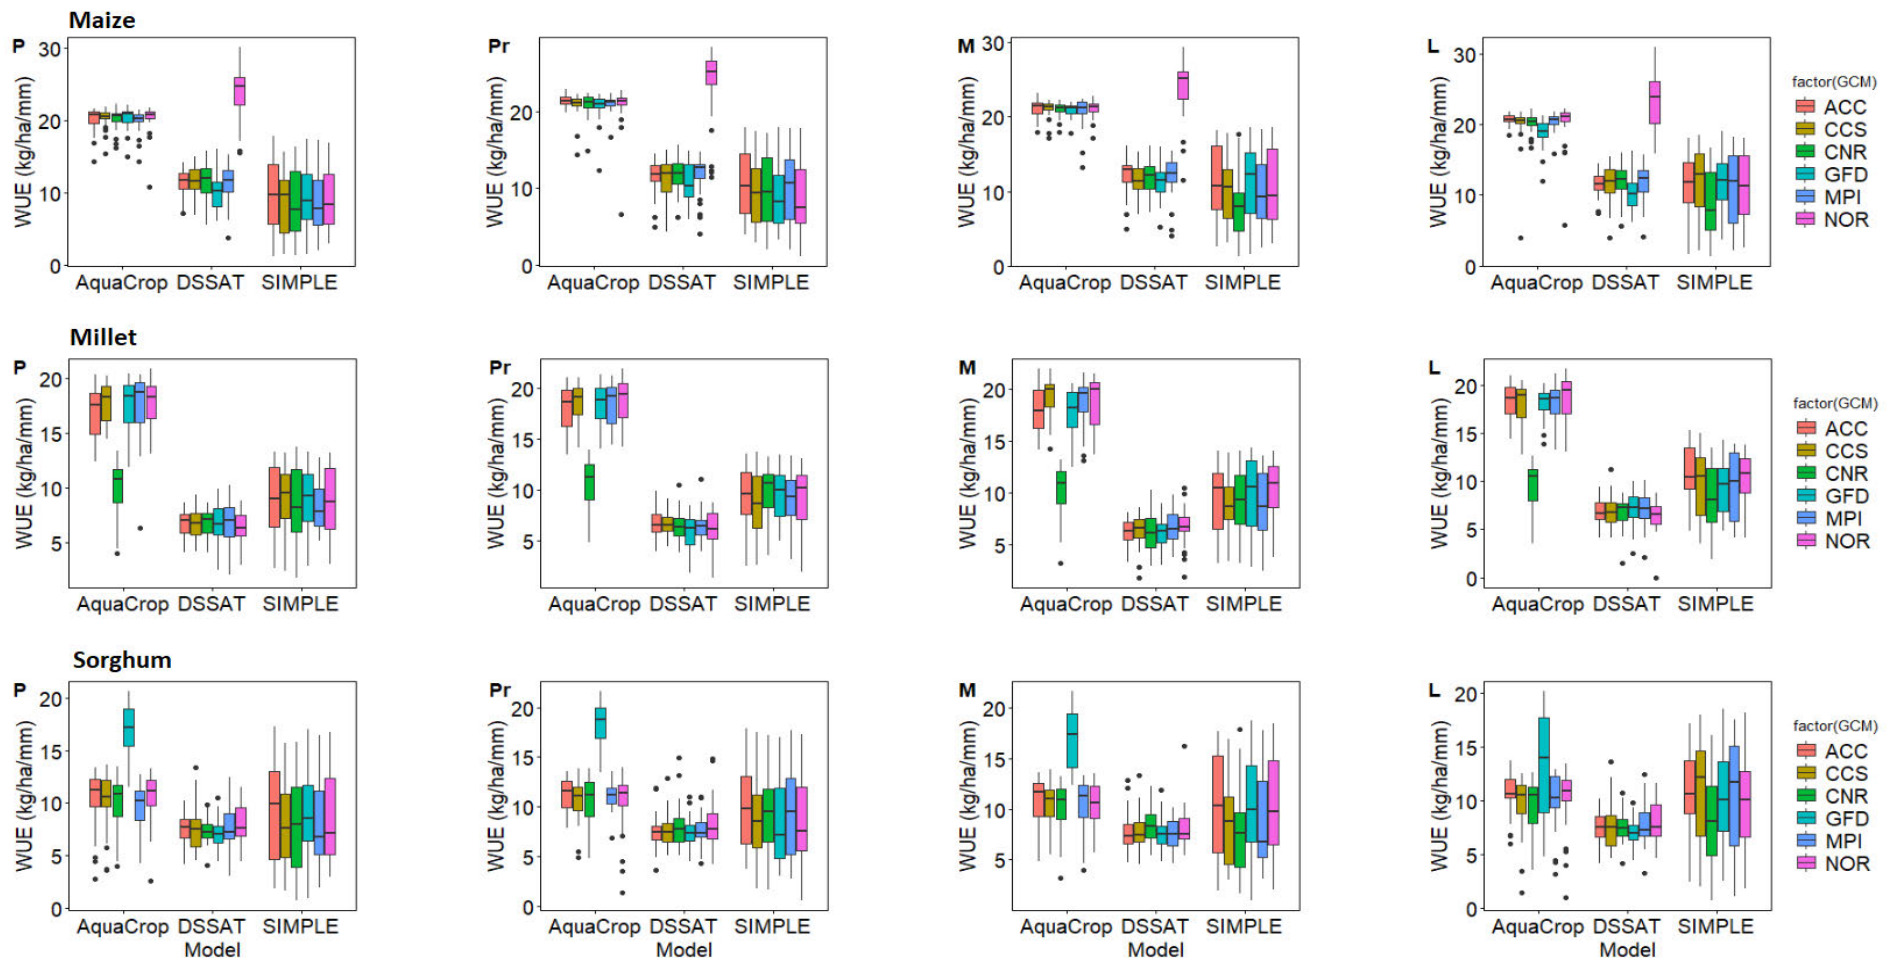 Maize
P
WUE (kg/ha/mm)
30
20
10
0
AquaCrop DSSAT SIMPLE
Pr
WUE (kg/ha/mm)
20
10
0
AquaCrop DSSAT SIMPLE
M
WUE (kg/ha/mm)
30
20
10
0
AquaCrop DSSAT SIMPLE
L
WUE (kg/ha/mm)
30
20
10
0
AquaCrop DSSAT SIMPLE
factor(GCM)
ACC
CCS
CNR
GFD
MPI
NOR
Millet
P
WUE (kg/ha/mm)
20
15
10
5
AquaCrop DSSAT SIMPLE
Pr
WUE (kg/ha/mm)
20
15
10
5
AquaCrop DSSAT SIMPLE
M
WUE (kg/ha/mm)
20
15
10
5
AquaCrop DSSAT SIMPLE
L
WUE (kg/ha/mm)
20
15
10
5
0
AquaCrop DSSAT SIMPLE
factor(GCM)
ACC
CCS
CNR
GFD
MPI
NOR
Sorghum
P
WUE (kg/ha/mm)
20
15
10
5
0
AquaCrop DSSAT SIMPLE
Model
Pr
WUE (kg/ha/mm)
20
15
10
5
0
AquaCrop DSSAT SIMPLE
Model
M
WUE (kg/ha/mm)
20
15
10
5
AquaCrop DSSAT SIMPLE
Model
L
WUE (kg/ha/mm)
20
15
10
5
0
AquaCrop DSSAT SIMPLE
Model
factor(GCM)
ACC
CCS
CNR
GFD
MPI
NOR